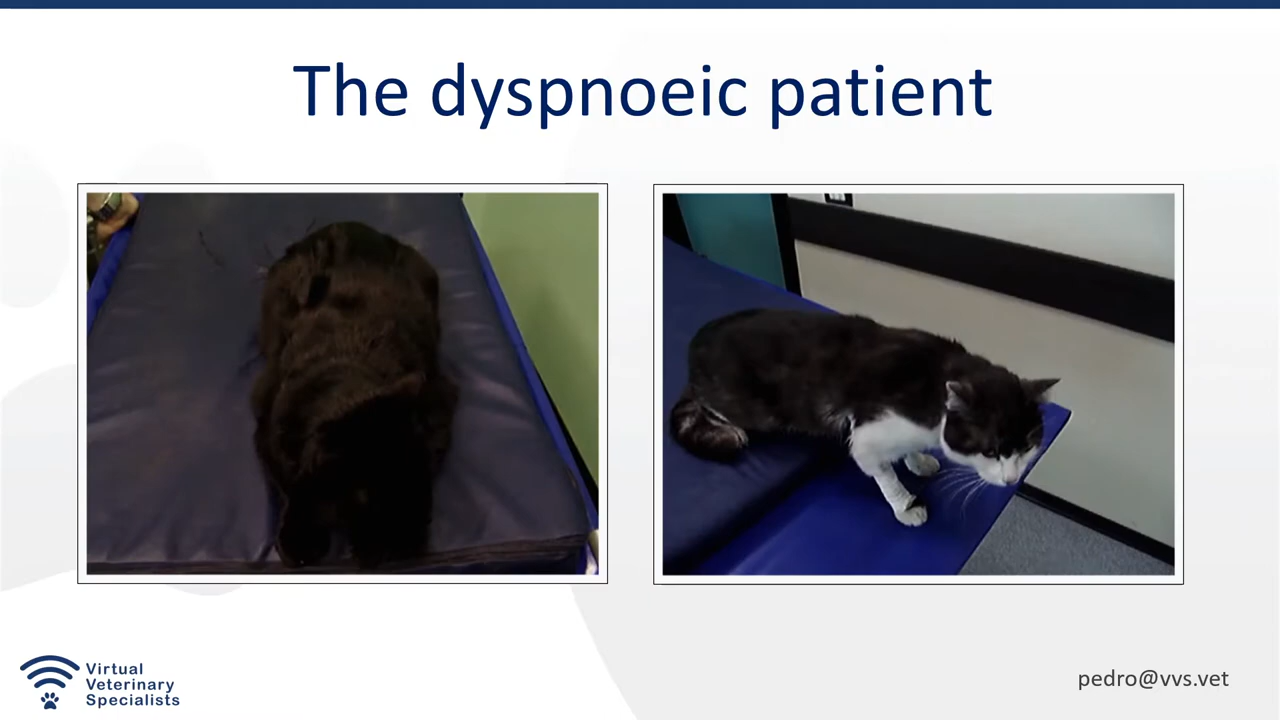 The dyspnoeic patient
Virtual
Veterinary
Specialists
pedro@vvs.vet